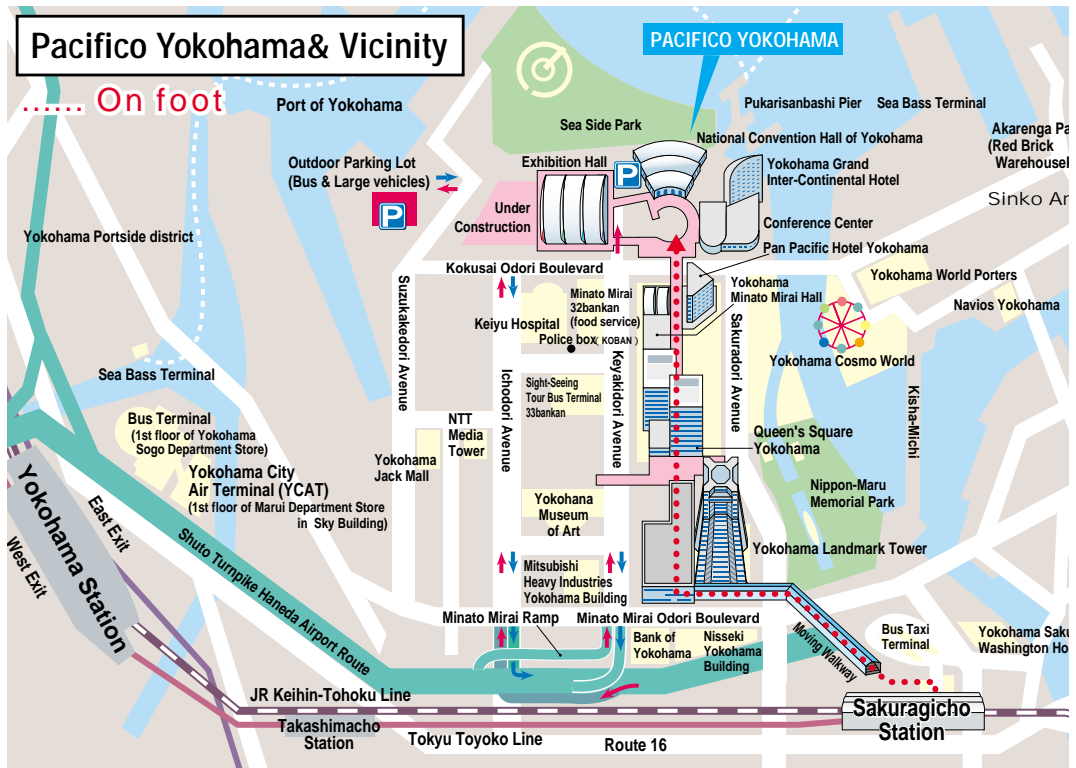 Pacifico Yokohama& Vicinity
...... On foot
PACIFICO YOKOHAMA
Port of Yokohama
Sea Side Park
Pukarisanbashi Pier
Sea Bass Terminal
National Convention Hall of Yokohama
Akarenga Pa
(Red Brick
Warehouse
Outdoor Parking Lot
(Bus & Large vehicles)
P
Exhibition Hall
P
Yokohama Grand
Inter-Continental Hotel
Sinko Ar
Under
Construction
Conference Center
Yokohama Portside district
Pan Pacific Hotel Yokohama
Kokusai Odori Boulevard
Yokohama World Porters
Suzukakedori Avenue
Minato Mirai
32bankan
(food service)
Yokohama
Minato Mirai Hall
Navios Yokohama
Keiyu Hospital
Police box( KOBAN )
Sakuradori Avenue
Yokohama Cosmo World
Sea Bass Terminal
Ichodori Avenue
Keyakidori Avenue
Sight-Seeing
Tour Bus Terminal
33bankan
Kisha-Michi
Bus Terminal
(1st floor of Yokohama
Sogo Department Store)
NTT
Media
Tower
Queen's Square
Yokohama
Yokohama
Jack Mall
Yokohama City
Air Terminal (YCAT)
(1st floor of Marui Department Store
in Sky Building)
Nippon-Maru
Memorial Park
Yokohama Station
East Exit
West Exit
Yokohana
Museum
of Art
Shuto Turnpike Haneda Airport Route
Yokohama Landmark Tower
Mitsubishi
Heavy Industries
Yokohama Building
Minato Mirai Ramp
Minato Mirai Odori Boulevard
Bank of
Yokohama
Nisseki
Yokohama
Building
Moving Walkway
Bus Taxi
Terminal
Yokohama Saku
Washington Ho
JR Keihin-Tohoku Line
Takashimacho
Station
Sakuragicho
Station
Tokyu Toyoko Line
Route 16